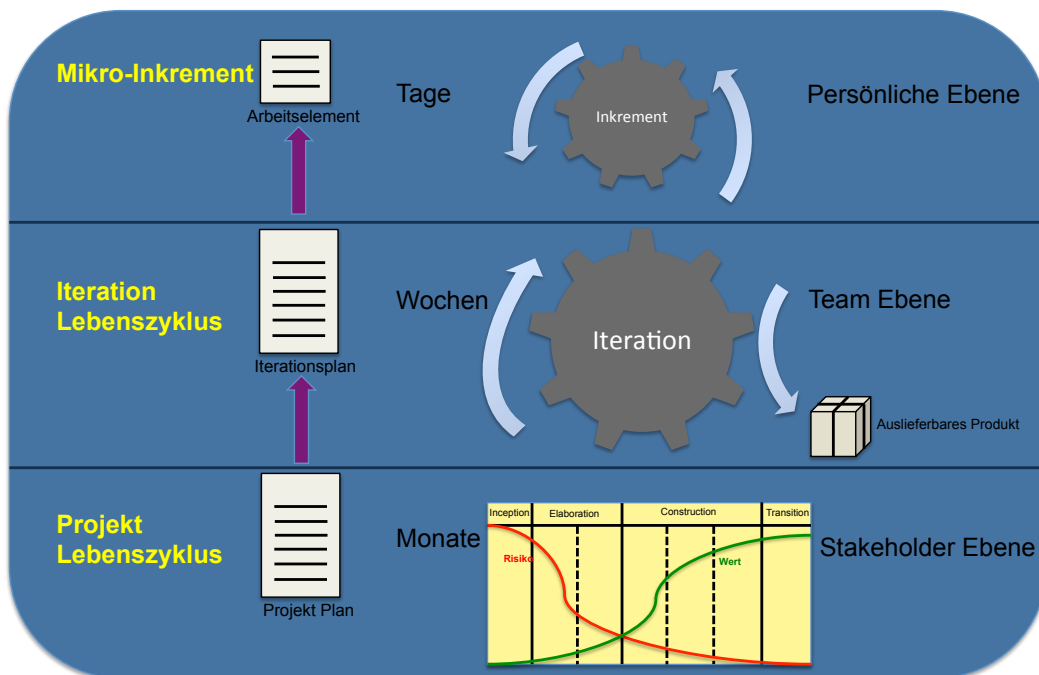 Mikro-Inkrement
Arbeitselement
Tage
Inkrement
Persönliche Ebene
Iteration
Lebenszyklus
Iterationsplan
Wochen
Iteration
Team Ebene
Auslieferbares Produkt
Projekt
Lebenszyklus
Projekt Plan
Monate
Inception
Elaboration
Construction
Transition
Risiko
Wert
Stakeholder Ebene